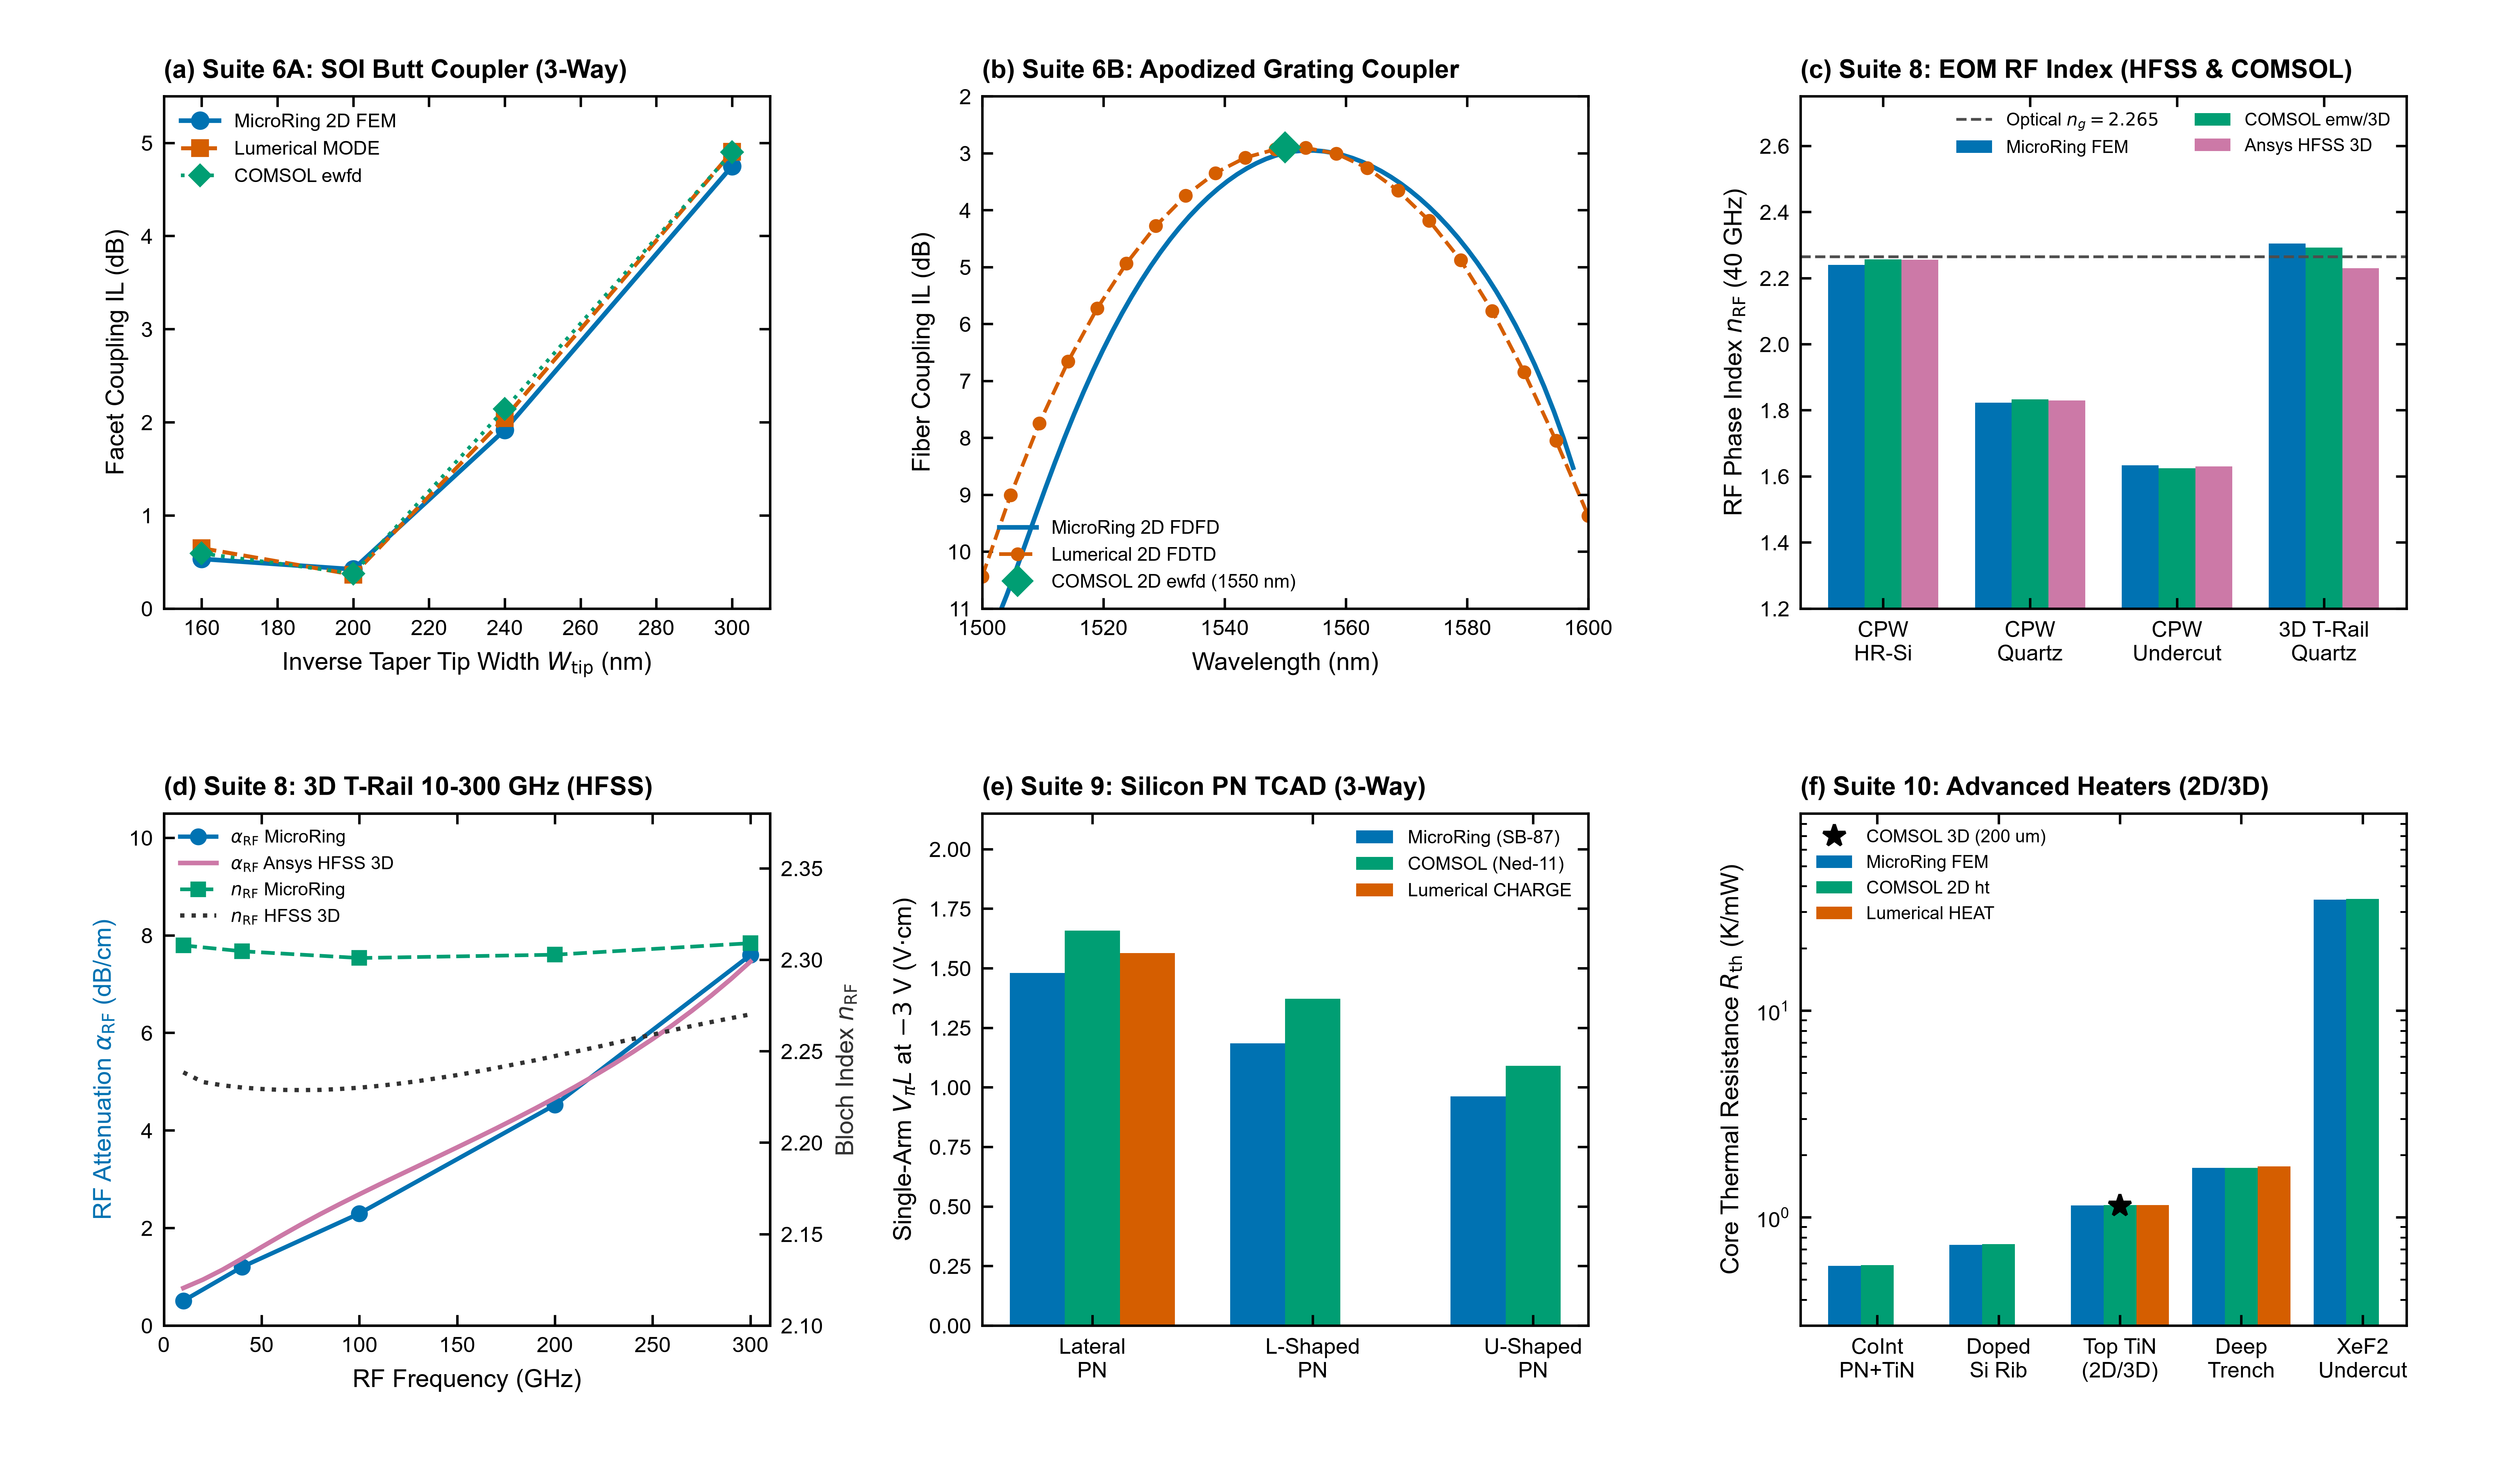 (a) Suite 6A: SOI Butt Coupler (3-Way)
MicroRing 2D FEM
Lumerical MODE
COMSOL ewfd
Facet Coupling IL (dB)
5
4
3
2
1
0
160 180 200 220 240 260 280 300
Inverse Taper Tip Width W_tip (nm)
(b) Suite 6B: Apodized Grating Coupler
Fiber Coupling IL (dB)
2
3
4
5
6
7
8
9
10
11
MicroRing 2D FDFD
Lumerical 2D FDTD
COMSOL 2D ewfd (1550 nm)
1500 1520 1540 1560 1580 1600
Wavelength (nm)
(c) Suite 8: EOM RF Index (HFSS & COMSOL)
Optical n_g = 2.265
MicroRing FEM
COMSOL emw/3D
Ansys HFSS 3D
RF Phase Index n_RF (40 GHz)
2.6
2.4
2.2
2.0
1.8
1.6
1.4
1.2
CPW
HR-Si
CPW
Quartz
CPW
Undercut
3D T-Rail
Quartz
(d) Suite 8: 3D T-Rail 10-300 GHz (HFSS)
α_RF MicroRing
α_RF Ansys HFSS 3D
n_RF MicroRing
n_RF HFSS 3D
RF Attenuation α_RF (dB/cm)
10
8
6
4
2
0
0 50 100 150 200 250 300
RF Frequency (GHz)
2.35
2.30
2.25
2.20
2.15
2.10
Bloch Index n_RF
(e) Suite 9: Silicon PN TCAD (3-Way)
MicroRing (SB-87)
COMSOL (Ned-11)
Lumerical CHARGE
Single-Arm V_πL at −3 V (V·cm)
2.00
1.75
1.50
1.25
1.00
0.75
0.50
0.25
0.00
Lateral
PN
L-Shaped
PN
U-Shaped
PN
(f) Suite 10: Advanced Heaters (2D/3D)
COMSOL 3D (200 um)
MicroRing FEM
COMSOL 2D ht
Lumerical HEAT
Core Thermal Resistance R_th (K/mW)
10^1
10^0
CoInt
PN+TiN
Doped
Si Rib
Top TiN
(2D/3D)
Deep
Trench
XeF2
Undercut